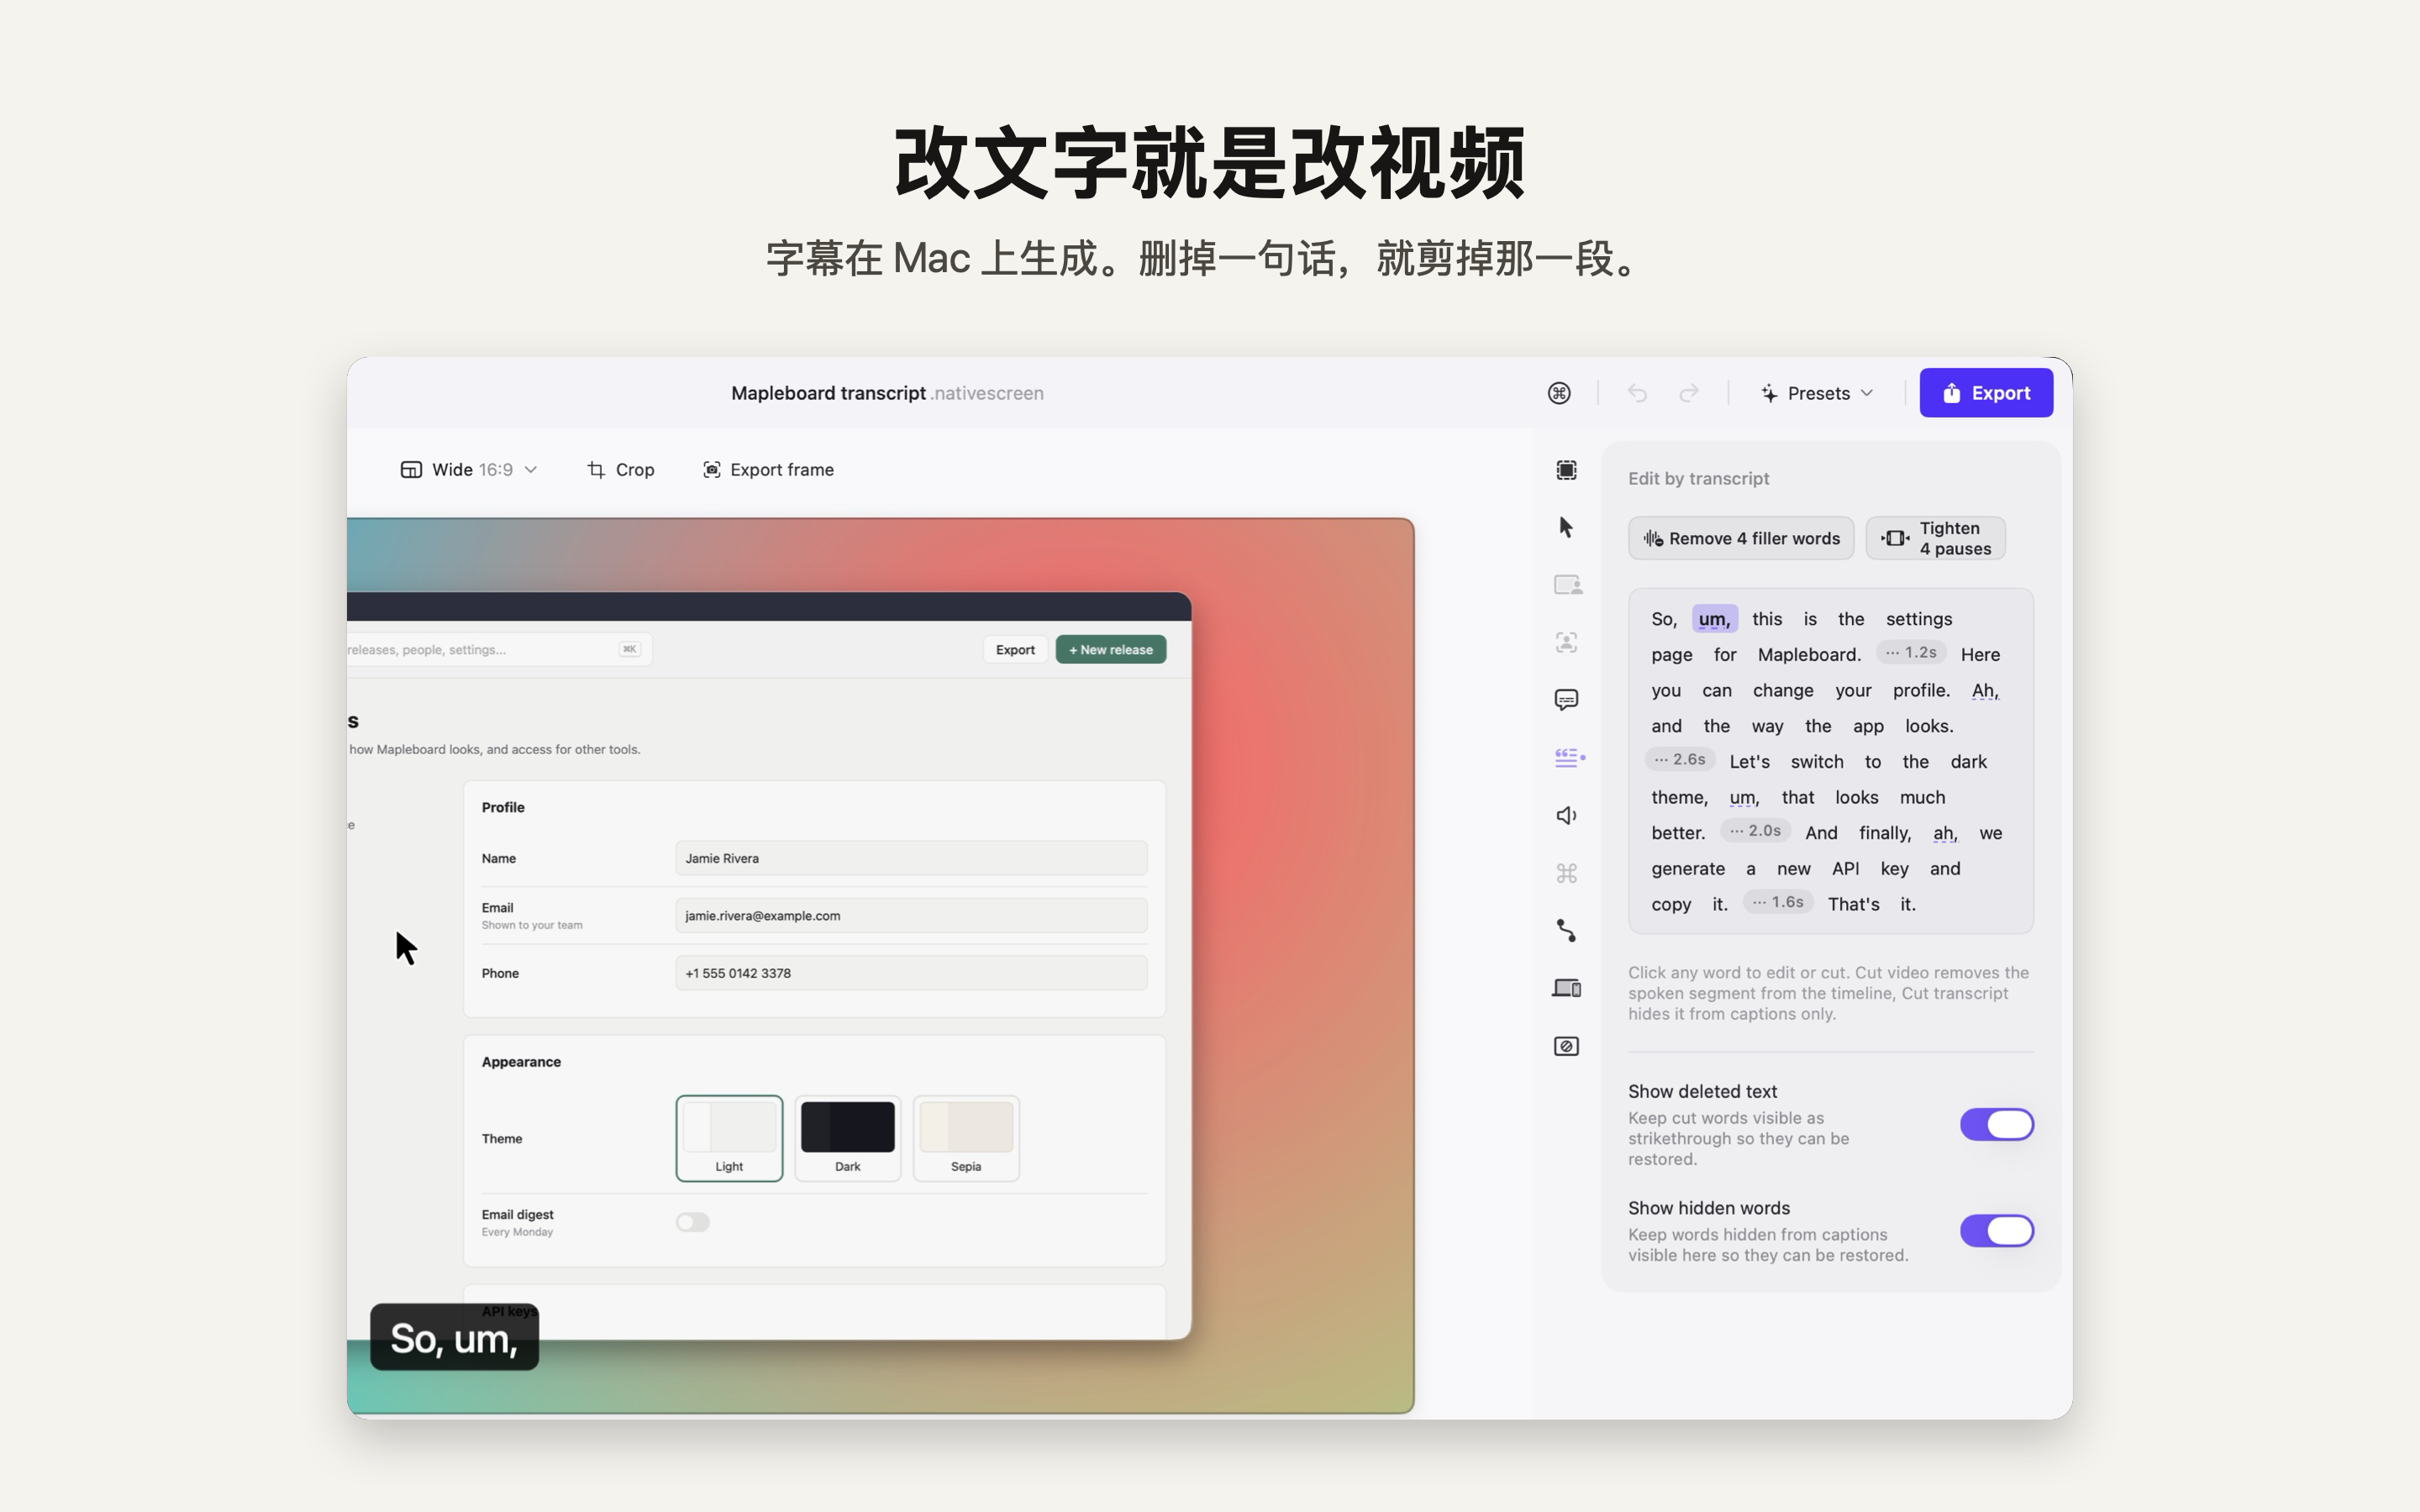 改文字就是改视频
字幕在 Mac 上生成。删掉一句话，就剪掉那一段。
Mapleboard transcript .nativescreen
Presets
Export
Wide 16:9
Crop
Export frame
releases, people, settings...
⌘K
Export
+ New release
s
how Mapleboard looks, and access for other tools.
e
Profile
Name
Jamie Rivera
Email
Shown to your team
jamie.rivera@example.com
Phone
+1 555 0142 3378
Appearance
Theme
Light
Dark
Sepia
Email digest
Every Monday
API keys
So, um,
Edit by transcript
Remove 4 filler words
Tighten
4 pauses
So, um, this is the settings
page for Mapleboard. ··· 1.2s Here
you can change your profile. Ah,
and the way the app looks.
··· 2.6s Let's switch to the dark
theme, um, that looks much
better. ··· 2.0s And finally, ah, we
generate a new API key and
copy it. ··· 1.6s That's it.
Click any word to edit or cut. Cut video removes the
spoken segment from the timeline, Cut transcript
hides it from captions only.
Show deleted text
Keep cut words visible as
strikethrough so they can be
restored.
Show hidden words
Keep words hidden from captions
visible here so they can be restored.